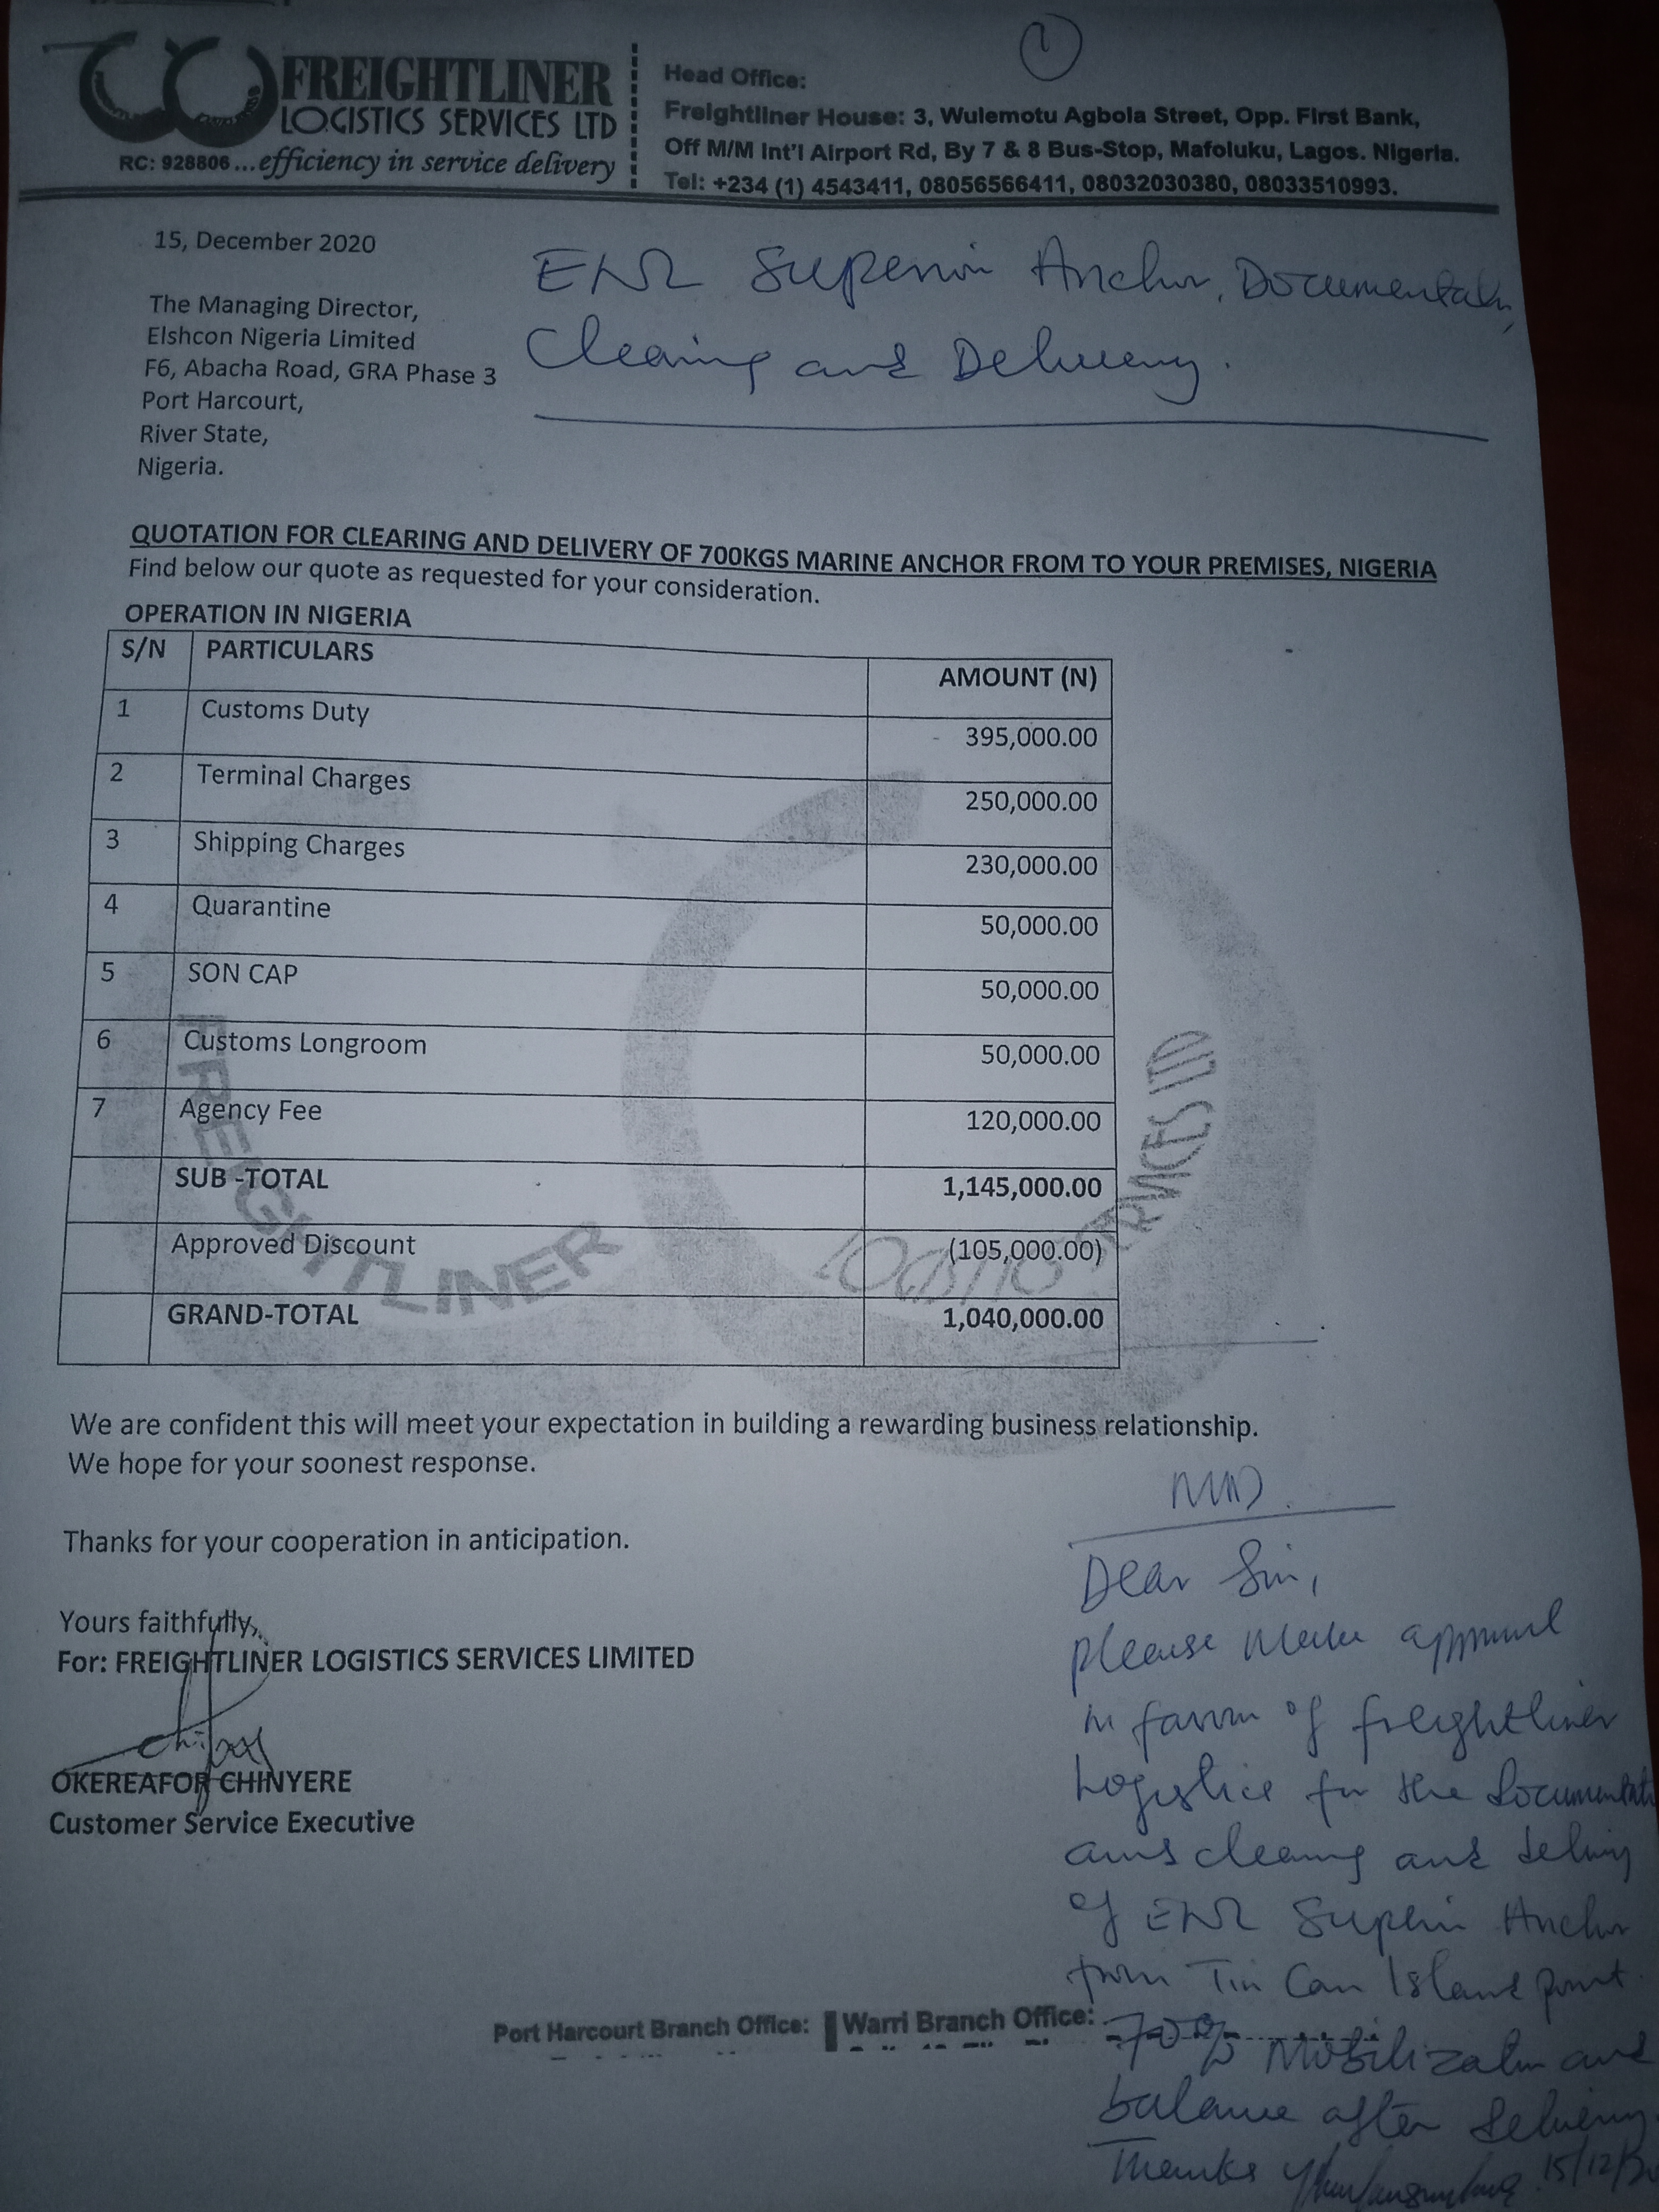 FREIGHTLINER
LOGISTICS SERVICES LTD
RC: 928806 ...efficiency in service delivery
Head Office:
Freightliner House: 3, Wulemotu Agbola Street, Opp. First Bank,
Off M/M Int'l Airport Rd, By 7 & 8 Bus-Stop, Mafoluku, Lagos. Nigeria.
Tel: +234 (1) 4543411, 08056566411, 08032030380, 08033510993.
1
15, December 2020
ENL Superior Anchor, Documentation,
Clearing and Delivery.
The Managing Director,
Elshcon Nigeria Limited
F6, Abacha Road, GRA Phase 3
Port Harcourt,
River State,
Nigeria.
QUOTATION FOR CLEARING AND DELIVERY OF 700KGS MARINE ANCHOR FROM TO YOUR PREMISES, NIGERIA
Find below our quote as requested for your consideration.
OPERATION IN NIGERIA
S/N PARTICULARS AMOUNT (N)
1 Customs Duty 395,000.00
2 Terminal Charges 250,000.00
3 Shipping Charges 230,000.00
4 Quarantine 50,000.00
5 SON CAP 50,000.00
6 Customs Longroom 50,000.00
7 Agency Fee 120,000.00
SUB -TOTAL 1,145,000.00
Approved Discount (105,000.00)
GRAND-TOTAL 1,040,000.00
FREIGHTLINER LOGISTIC SERVICES LTD
We are confident this will meet your expectation in building a rewarding business relationship.
We hope for your soonest response.
Thanks for your cooperation in anticipation.
Yours faithfully,
For: FREIGHTLINER LOGISTICS SERVICES LIMITED
OKEREAFOR CHINYERE
Customer Service Executive
MD.
Dear Sir,
please make approval
in favour of freightliner
Logistics for the documentation
and clearing and delivery
of ENL Superior Anchor
from Tin Can Island
70% Mobilization and
balance after delivery
Thanks 15/12/20
Port Harcourt Branch Office:
Warri Branch Office: